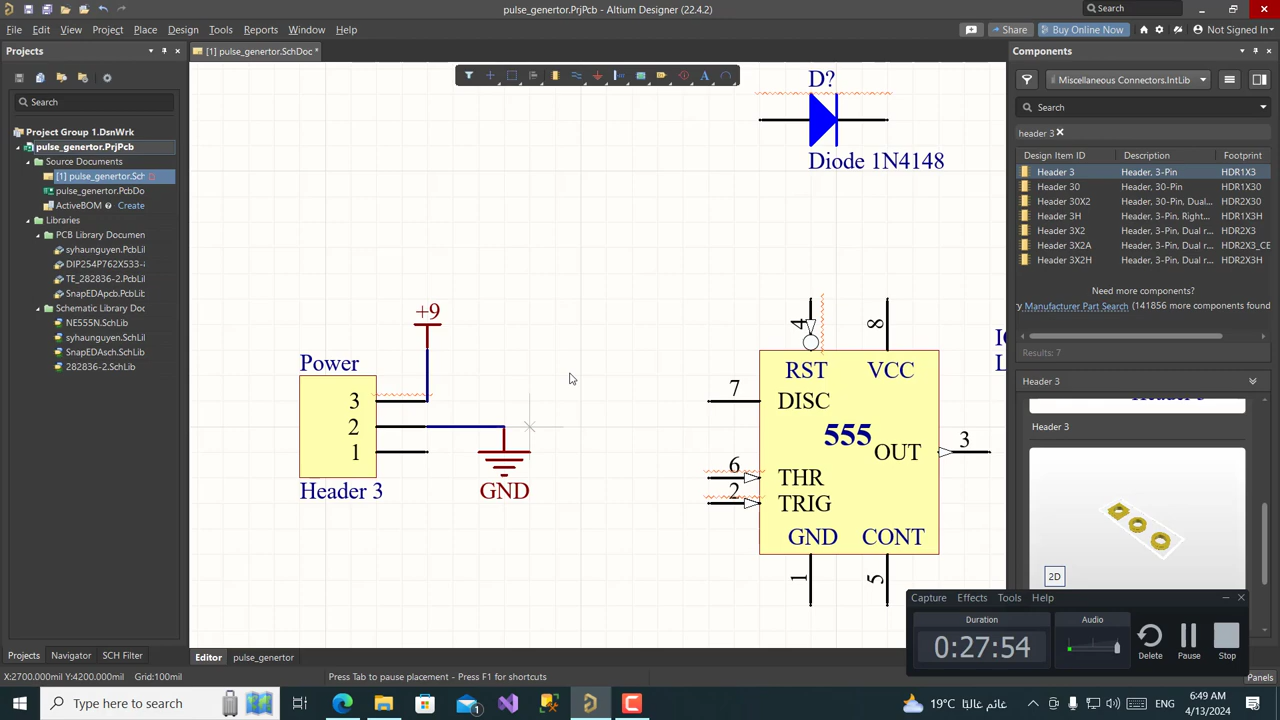 pulse_genertor.PrjPcb - Altium Designer (22.4.2)
Search
File Edit View Project Place Design Tools Reports Window Help
Share
Buy Online Now
Not Signed In
Projects
[1] pulse_genertor.SchDoc *
Components
Search
Project Group 1.DsnWrk
pulse_genertor.PrjPcb
Source Documents
[1] pulse_genertor.Sch
pulse_genertor.PcbDo
ActiveBOM Create
Libraries
PCB Library Document
syhaunguyen.PcbLil
DIP254P762X533-4
TE_282836-2.PcbLi
SnapEDApcb.PcbLi
Schematic Library Docum
NE555N.SchLib
syhaunguyen.SchLi
SnapEDAsch.SchLi
282836-2.SchLib
D?
Diode 1N4148
+9
Power
3
2
1
Header 3
GND
4
8
RST
VCC
7
DISC
555
OUT
3
6
THR
2
TRIG
GND
CONT
1
5
Miscellaneous Connectors.IntLib
Search
header 3
Design Item ID Description Footprint
Header 3 Header, 3-Pin HDR1X3
Header 30 Header, 30-Pin HDR1X30
Header 30X2 Header, 30-Pin, Dual... HDR2X30
Header 3H Header, 3-Pin, Right... HDR1X3H
Header 3X2 Header, 3-Pin, Dual r... HDR2X3
Header 3X2A Header, 3-Pin, Dual r... HDR2X3_CE
Header 3X2H Header, 3-Pin, Dual r... HDR2X3H
Need more components?
ry Manufacturer Part Search (141856 more components for
Results: 7
Header 3
Header 3
2D
Capture Effects Tools Help
Duration
0:27:54
Audio
Delete
Pause
Stop
Projects Navigator SCH Filter
Editor pulse_genertor
X:2700.000mil Y:4200.000mil Grid:100mil
Press Tab to pause placement - Press F1 for shortcuts
Panels
Type here to search
1
19°C
غائم غالبا
ENG
6:49 AM
4/13/2024